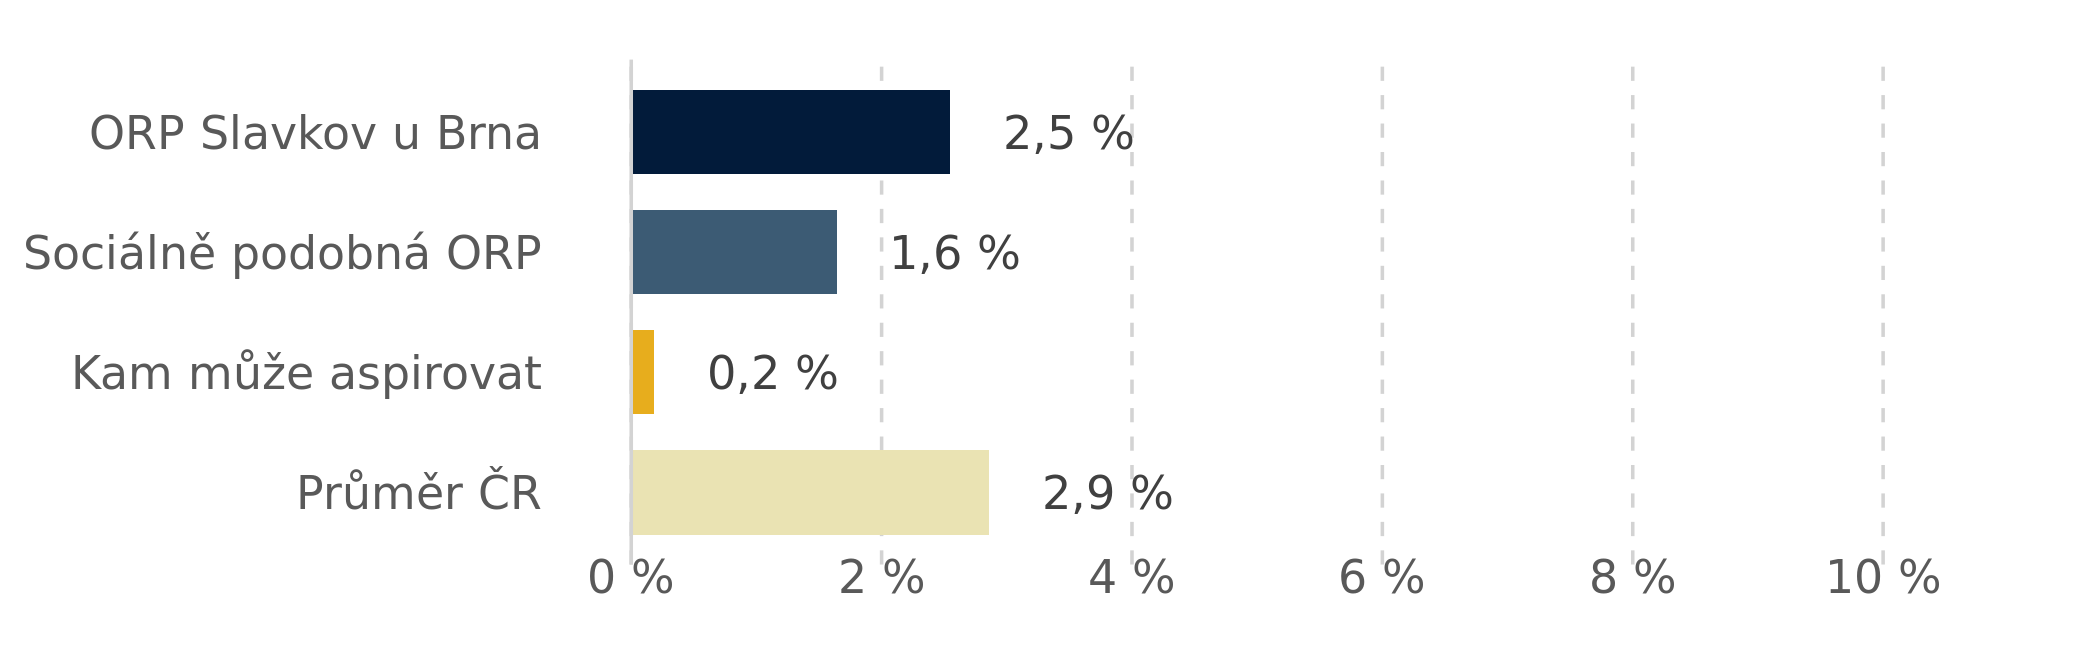 ORP Slavkov u Brna 2,5 %
Sociálně podobná ORP 1,6 %
Kam může aspirovat 0,2 %
Průměr ČR 2,9 %
0 % 2 % 4 % 6 % 8 % 10 %